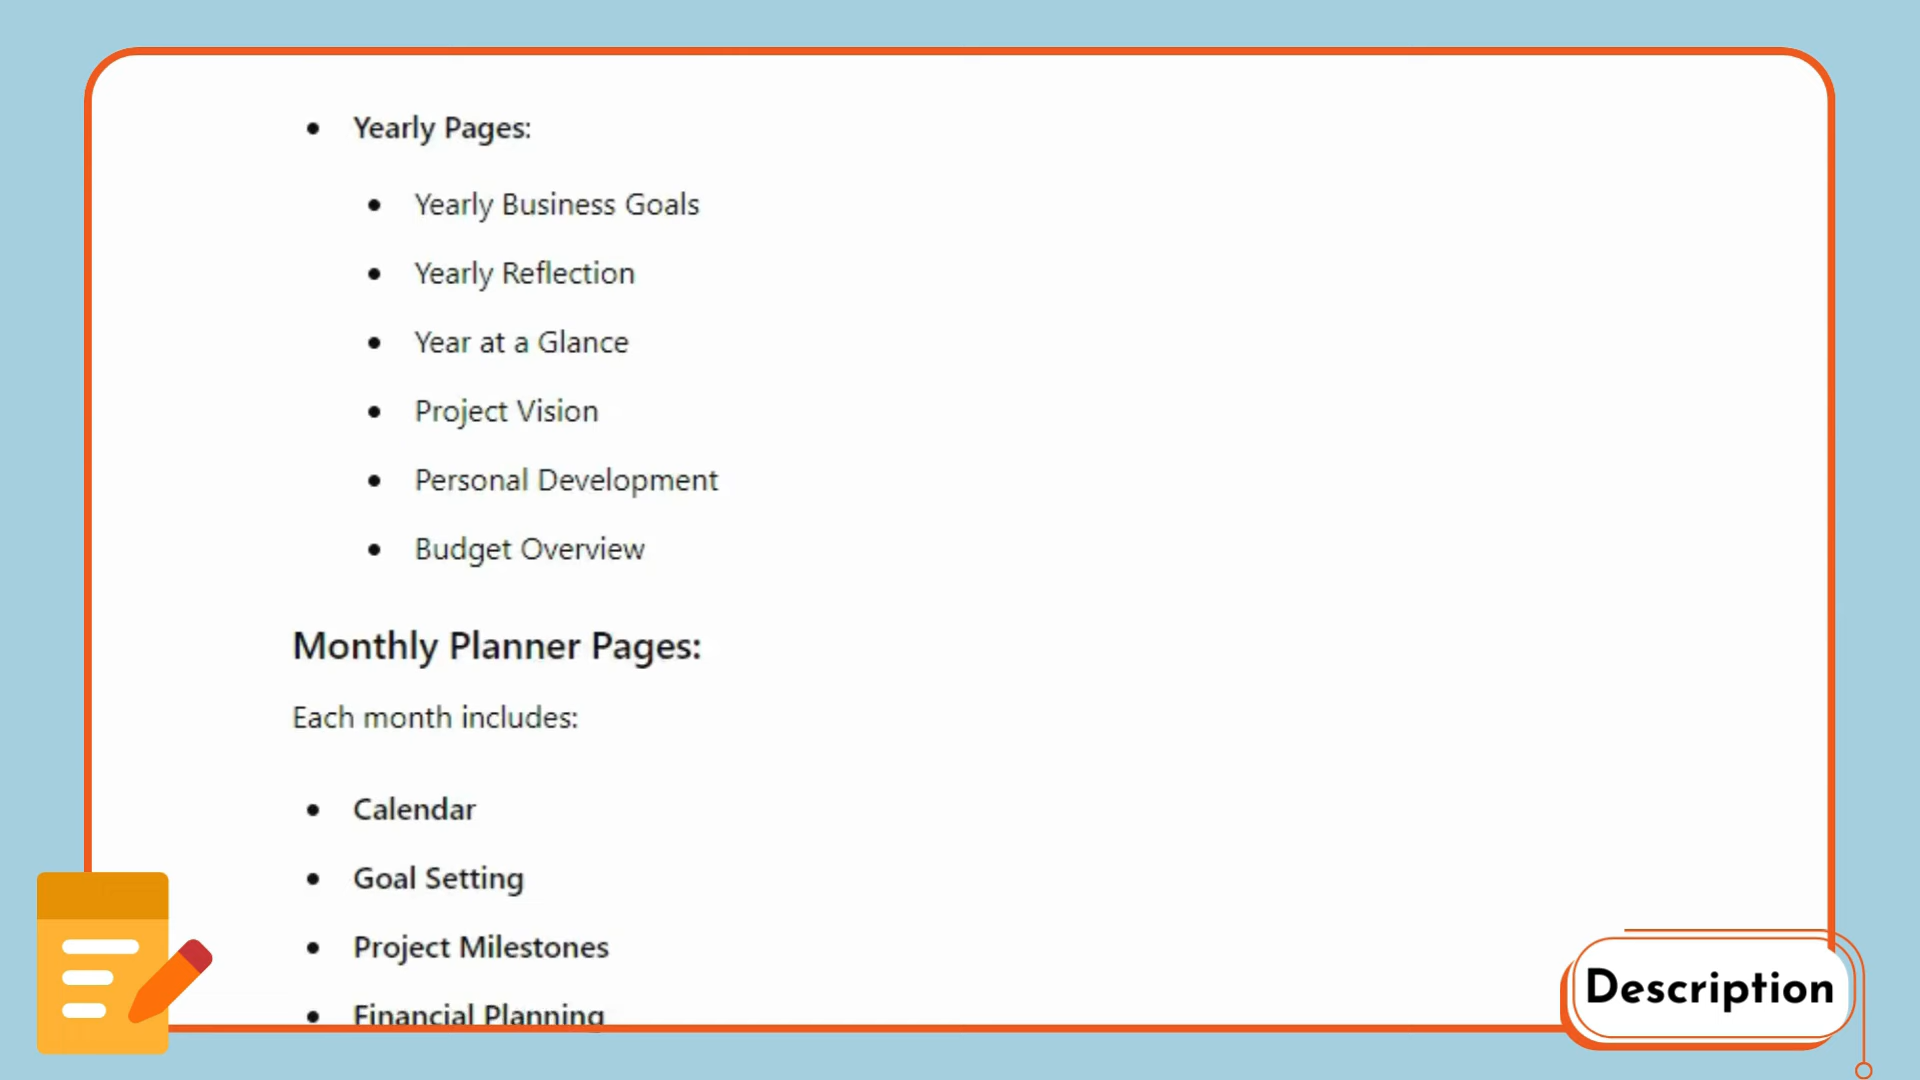 • Yearly Pages:
• Yearly Business Goals
• Yearly Reflection
• Year at a Glance
• Project Vision
• Personal Development
• Budget Overview
Monthly Planner Pages:
Each month includes:
• Calendar
• Goal Setting
• Project Milestones
• Financial Planning
Description